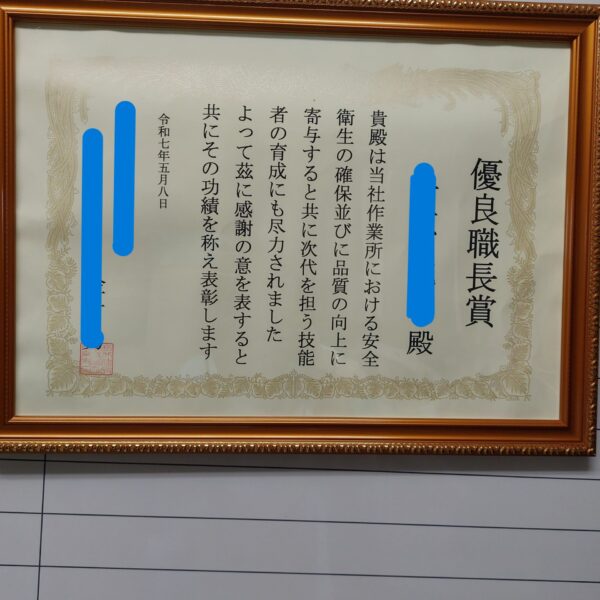 優良職長賞
殿
貴殿は当社作業所における安全
衛生の確保並びに品質の向上に
寄与すると共に次代を担う技能
者の育成にも尽力されました
よって茲に感謝の意を表すると
共にその功績を称え表彰します
令和七年五月八日